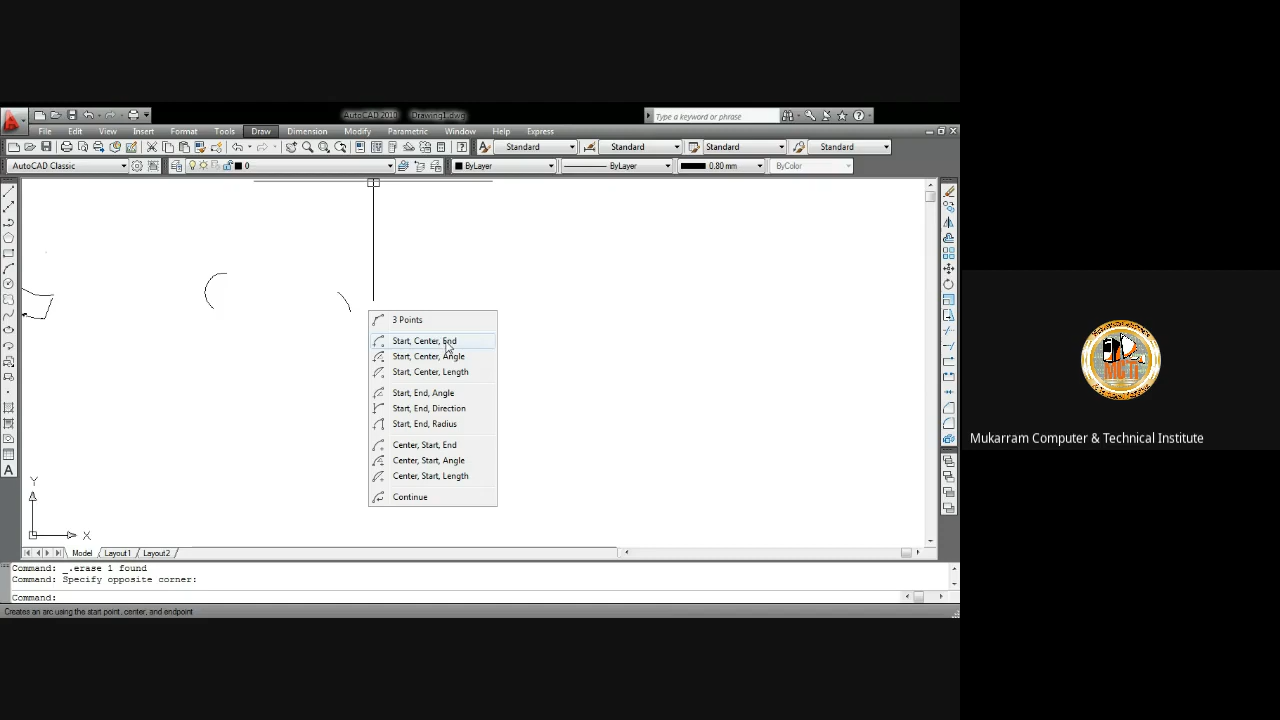 AutoCAD 2010 Drawing1.dwg
Type a keyword or phrase
File Edit View Insert Format Tools Draw Dimension Modify Parametric Window Help Express
Standard Standard Standard Standard
AutoCAD Classic 0 ByLayer ByLayer 0.80 mm ByColor
3 Points
Start, Center, End
Start, Center, Angle
Start, Center, Length
Start, End, Angle
Start, End, Direction
Start, End, Radius
Center, Start, End
Center, Start, Angle
Center, Start, Length
Continue
A
Y
X
Model Layout1 Layout2
Command: _.erase 1 found
Command: Specify opposite corner:
Command:
Creates an arc using the start point, center, and endpoint
MCTI
Mukarram Computer & Technical Institute